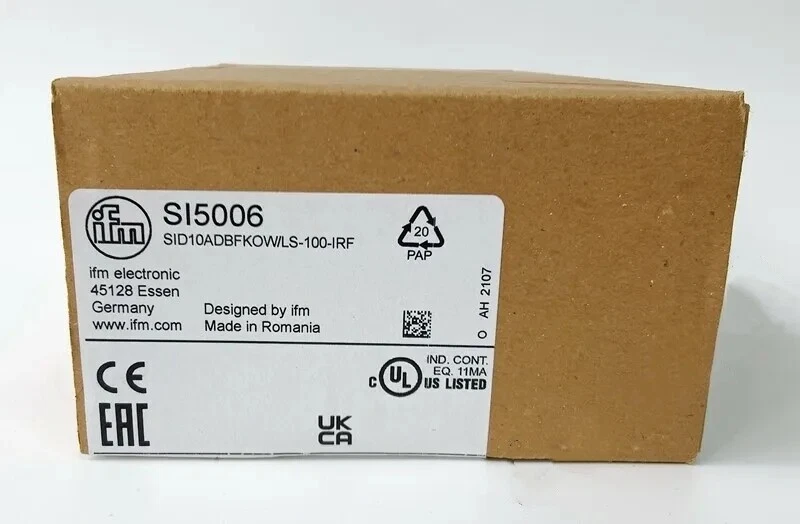 ifm
SI5006
SID10ADBFKOW/LS-100-IRF
ifm electronic
45128 Essen
Germany
www.ifm.com
Designed by ifm
Made in Romania
20
PAP
O AH 2107
CE
EAC
UK
CA
c UL US LISTED
IND. CONT.
EQ. 11MA